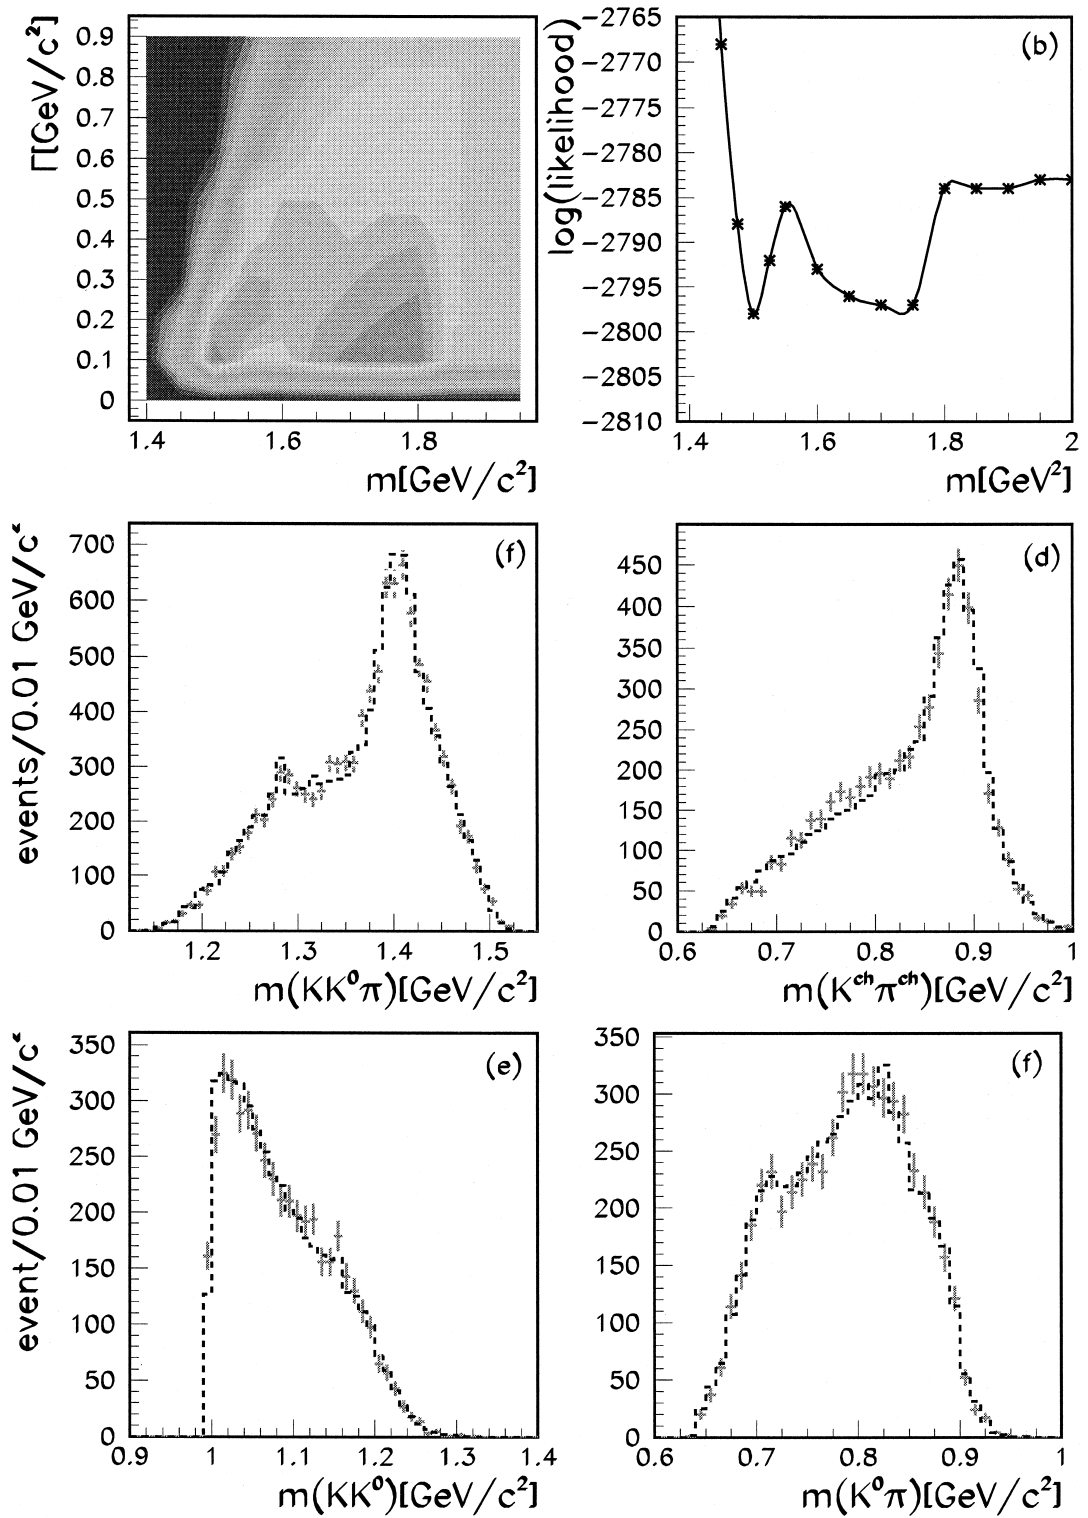 Γ[GeV/c²]
0.9
0.8
0.7
0.6
0.5
0.4
0.3
0.2
0.1
0
1.4 1.6 1.8
m[GeV/c²]
log(likelihood)
(b)
−2765
−2770
−2775
−2780
−2785
−2790
−2795
−2800
−2805
−2810
1.4 1.6 1.8 2
m[GeV²]
events/0.01 GeV/c
(f)
700
600
500
400
300
200
100
0
1.2 1.3 1.4 1.5
m(KK⁰π)[GeV/c²]
(d)
450
400
350
300
250
200
150
100
50
0
0.6 0.7 0.8 0.9 1
m(Kᶜʰπᶜʰ)[GeV/c²]
event/0.01 GeV/c
(e)
350
300
250
200
150
100
50
0
0.9 1 1.1 1.2 1.3 1.4
m(KK⁰)[GeV/c²]
(f)
350
300
250
200
150
100
50
0
0.6 0.7 0.8 0.9 1
m(K⁰π)[GeV/c²]